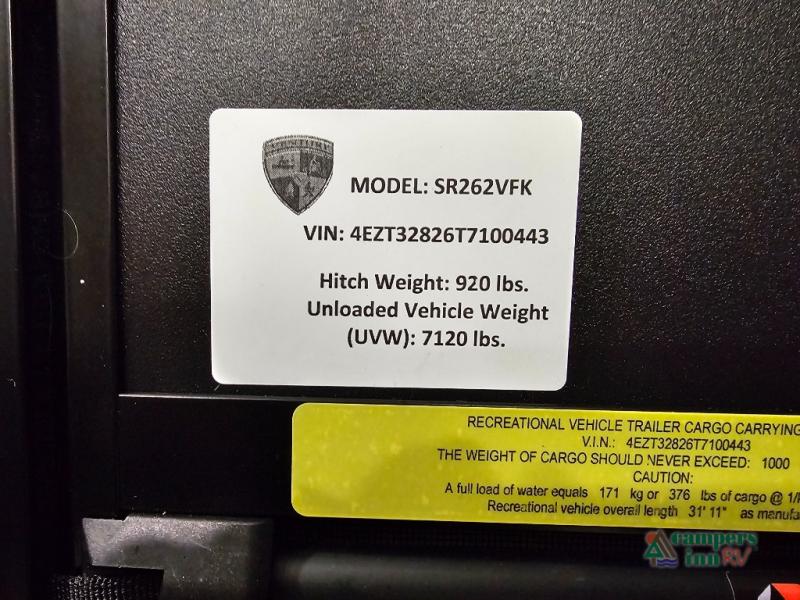 MODEL: SR262VFK
VIN: 4EZT32826T7100443
Hitch Weight: 920 lbs.
Unloaded Vehicle Weight
(UVW): 7120 lbs.
RECREATIONAL VEHICLE TRAILER CARGO CARRYING
V.I.N.: 4EZT32826T7100443
THE WEIGHT OF CARGO SHOULD NEVER EXCEED: 1000
CAUTION:
A full load of water equals 171 kg or 376 lbs of cargo @ 1/
Recreational vehicle overall length 31' 11" as manufa
campers
inn RV